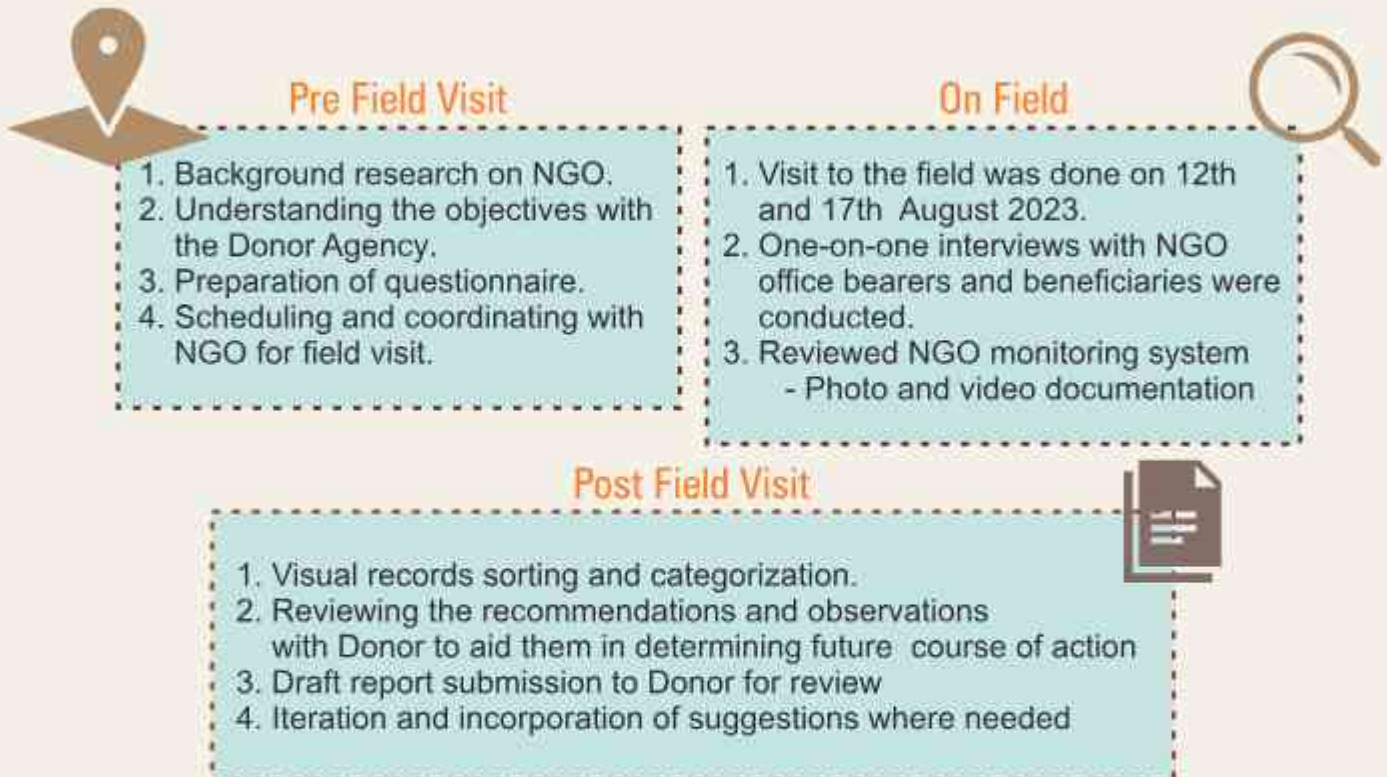 Pre Field Visit
1. Background research on NGO.
2. Understanding the objectives with
the Donor Agency.
3. Preparation of questionnaire.
4. Scheduling and coordinating with
NGO for field visit.
On Field
1. Visit to the field was done on 12th
and 17th August 2023.
2. One-on-one interviews with NGO
office bearers and beneficiaries were
conducted.
3. Reviewed NGO monitoring system
- Photo and video documentation
Post Field Visit
1. Visual records sorting and categorization.
2. Reviewing the recommendations and observations
with Donor to aid them in determining future course of action
3. Draft report submission to Donor for review
4. Iteration and incorporation of suggestions where needed